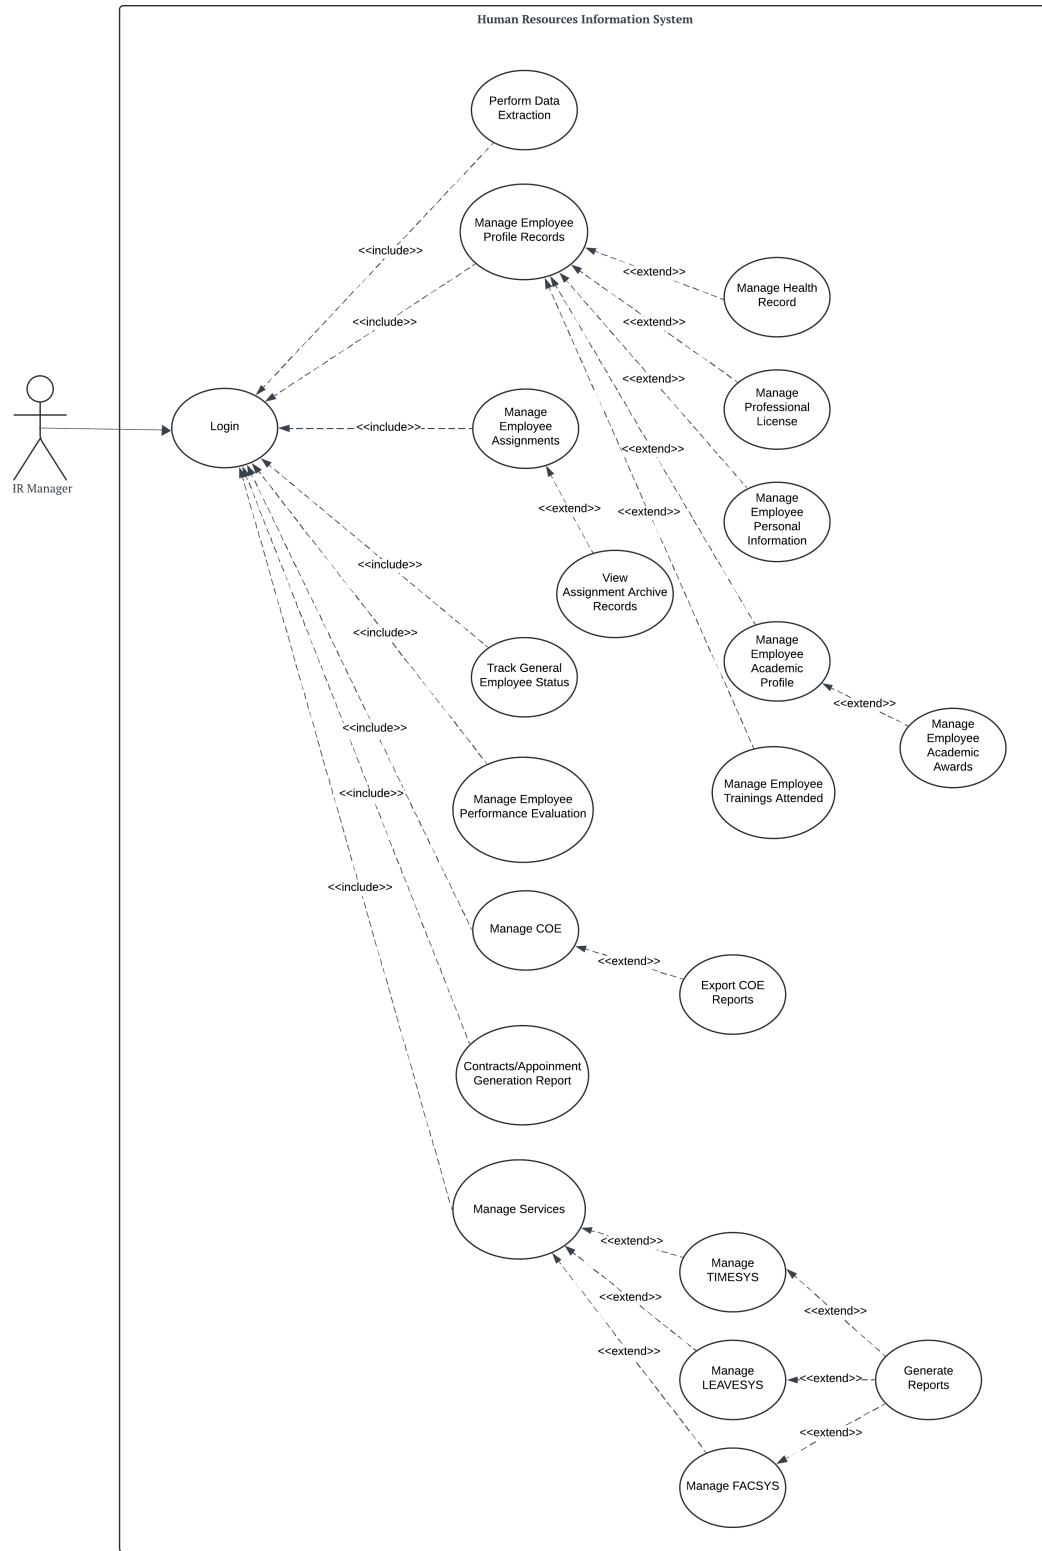 Human Resources Information System
Perform Data
Extraction
Manage Employee
Profile Records
<<include>>
<<extend>>
Manage Health
Record
<<include>>
<<extend>>
<<extend>>
Manage
Professional
License
Login
<<include>>
Manage
Employee
Assignments
<<extend>>
IR Manager
<<extend>>
<<extend>>
Manage
Employee
Personal
Information
<<include>>
View
Assignment Archive
Records
<<include>>
Track General
Employee Status
Manage
Employee
Academic
Profile
<<extend>>
<<include>>
Manage
Employee
Academic
Awards
<<include>>
Manage Employee
Performance Evaluation
Manage Employee
Trainings Attended
<<include>>
Manage COE
<<extend>>
Export COE
Reports
Contracts/Appoinment
Generation Report
Manage Services
<<extend>>
Manage
TIMESYS
<<extend>>
<<extend>>
<<extend>>
Manage
LEAVESYS
<<extend>>
Generate
Reports
<<extend>>
Manage FACSYS